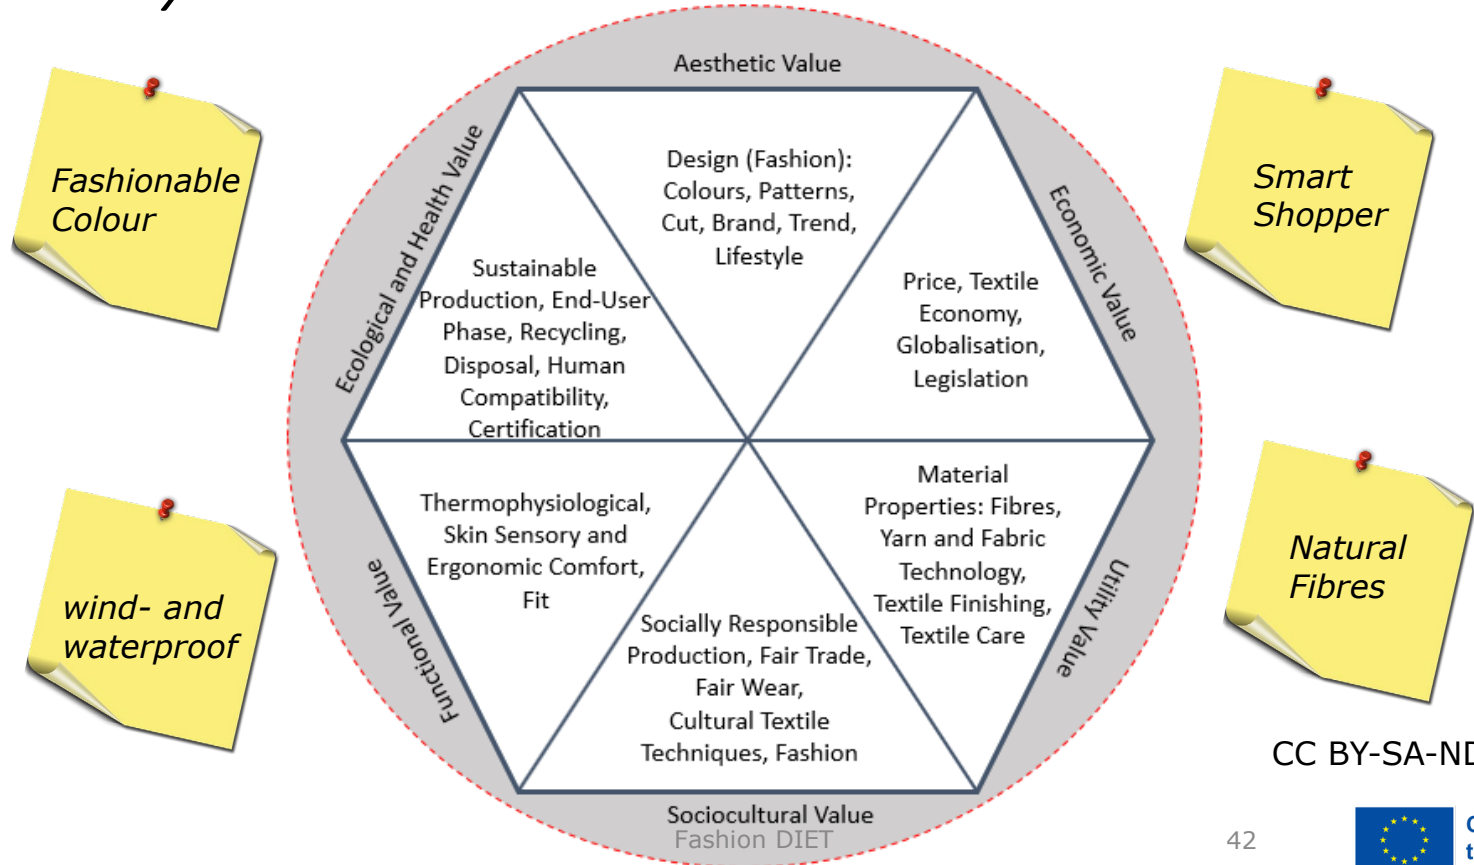 Aesthetic Value
Fashionable
Colour
Ecological and Health Value
Design (Fashion):
Colours, Patterns,
Cut, Brand, Trend,
Lifestyle
Economic Value
Smart
Shopper
Sustainable
Production, End-User
Phase, Recycling,
Disposal, Human
Compatibility,
Certification
Price, Textile
Economy,
Globalisation,
Legislation
wind- and
waterproof
Functional Value
Thermophysiological,
Skin Sensory and
Ergonomic Comfort,
Fit
Socially Responsible
Production, Fair Trade,
Fair Wear,
Cultural Textile
Techniques, Fashion
Material
Properties: Fibres,
Yarn and Fabric
Technology,
Textile Finishing,
Textile Care
Utility Value
Natural
Fibres
Sociocultural Value
CC BY-SA-ND
Fashion DIET
42